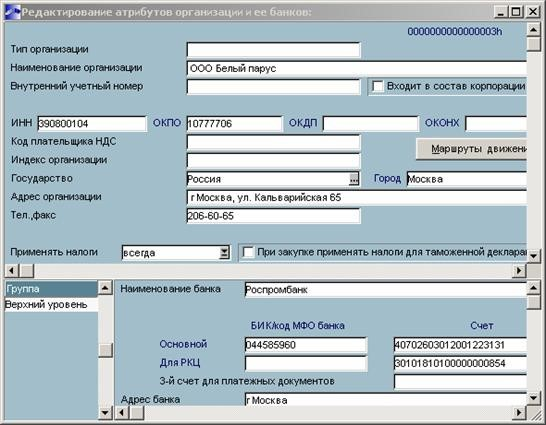 Редактирование атрибутов организации и ее банков:
0000000000000003h
Тип организации
Наименование организации ООО Белый парус
Внутренний учетный номер Входит в состав корпорации
ИНН 390800104 ОКПО 10777706 ОКДП ОКОНХ
Код плательщика НДС
Маршруты движени
Индекс организации
Государство Россия ... Город Москва
Адрес организации г Москва, ул. Кальварийская 65
Тел.,факс 206-60-65
Применять налоги всегда При закупке применять налоги для таможенной деклара
Группа
Верхний уровень
Наименование банка Роспромбанк
БИК/код МФО банка Счет
Основной 044585960 40702603012001223131
Для РКЦ 30101810100000000854
3-й счет для платежных документов
Адрес банка г Москва